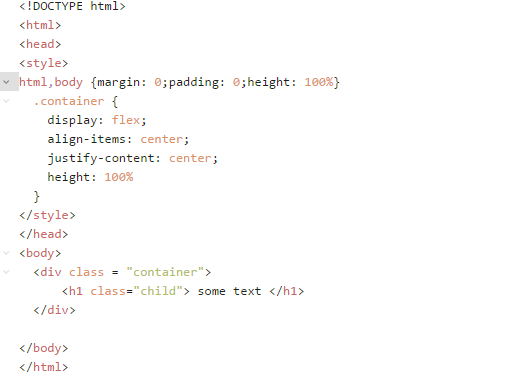 <!DOCTYPE html>
<html>
<head>
<style>
html,body {margin: 0;padding: 0;height: 100%}
  .container {
    display: flex;
    align-items: center;
    justify-content: center;
    height: 100%
  }
</style>
</head>
<body>
  <div class = "container">
      <h1 class="child"> some text </h1>
  </div>

</body>
</html>